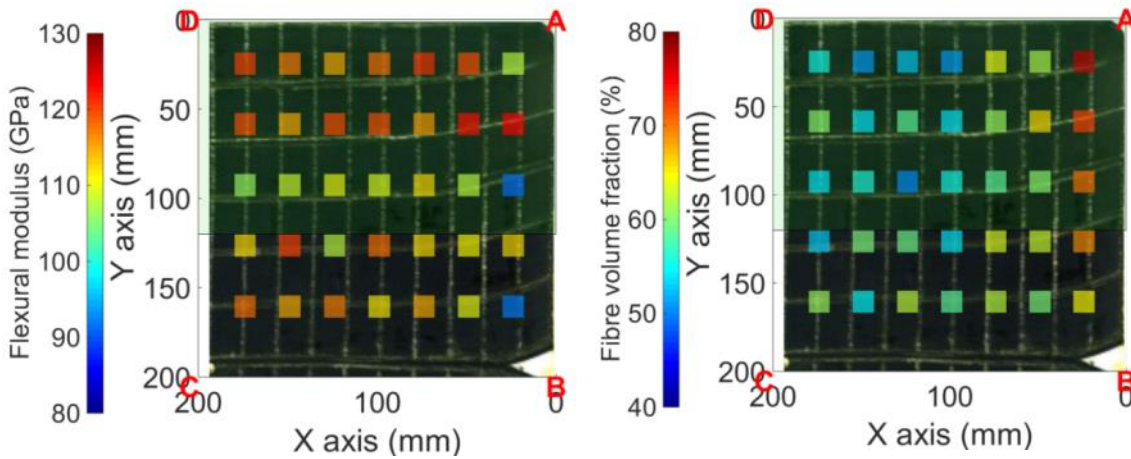 Flexural modulus (GPa)
130
120
110
100
90
80
Y axis (mm)
0
50
100
150
200
D
A
C
B
200
100
0
X axis (mm)
Fibre volume fraction (%)
80
70
60
50
40
Y axis (mm)
0
50
100
150
200
D
A
C
B
200
100
0
X axis (mm)